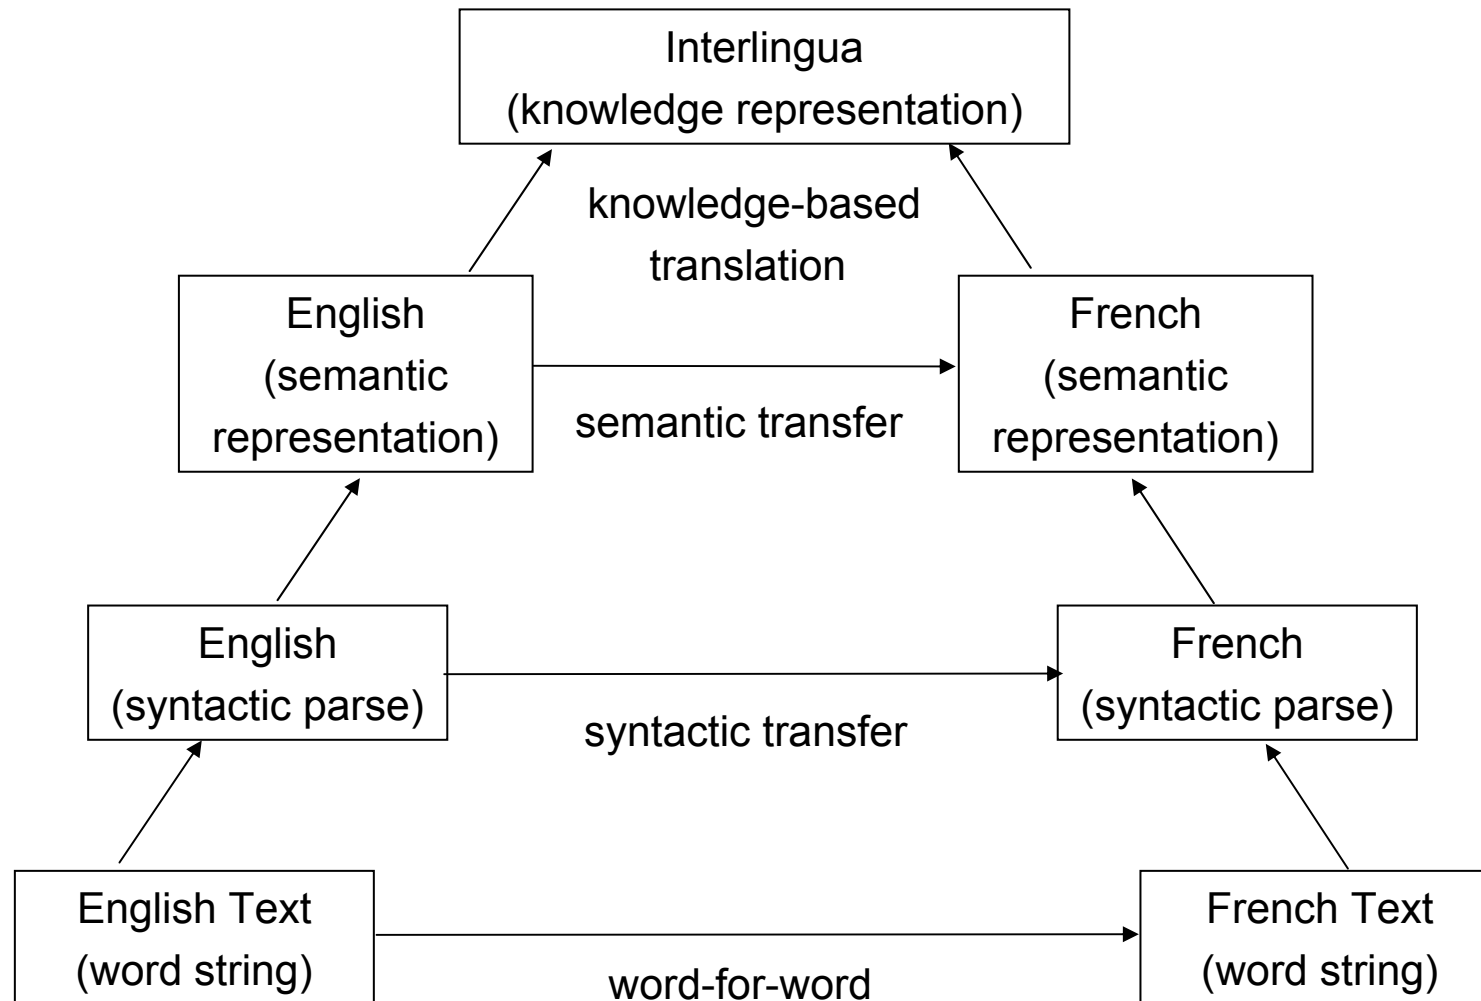 Interlingua
(knowledge representation)
knowledge-based
translation
English
(semantic
representation)
semantic transfer
French
(semantic
representation)
English
(syntactic parse)
syntactic transfer
French
(syntactic parse)
English Text
(word string)
word-for-word
French Text
(word string)